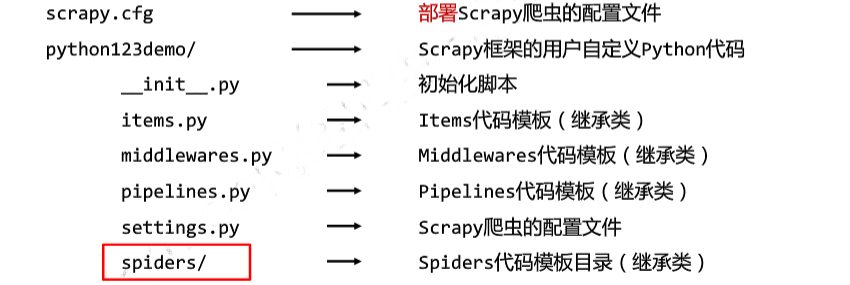 scrapy.cfg 部署Scrapy爬虫的配置文件
python123demo/ Scrapy框架的用户自定义Python代码
__init__.py 初始化脚本
items.py Items代码模板（继承类）
middlewares.py Middlewares代码模板（继承类）
pipelines.py Pipelines代码模板（继承类）
settings.py Scrapy爬虫的配置文件
spiders/ Spiders代码模板目录（继承类）